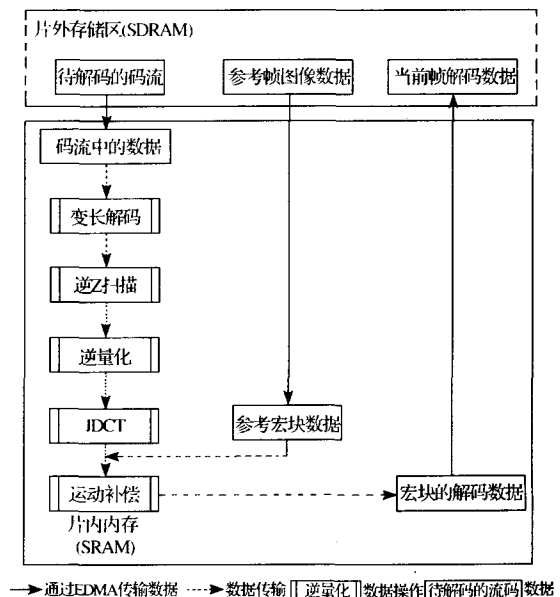 片外存储区(SDRAM)
待解码的码流 参考帧图像数据 当前帧解码数据
码流中的数据
变长解码
逆Z扫描
逆量化
IDCT 参考宏块数据
运动补偿 宏块的解码数据
片内内存
(SRAM)
通过EDMA传输数据 数据传输 逆量化 数据操作 待解码的流码 数据